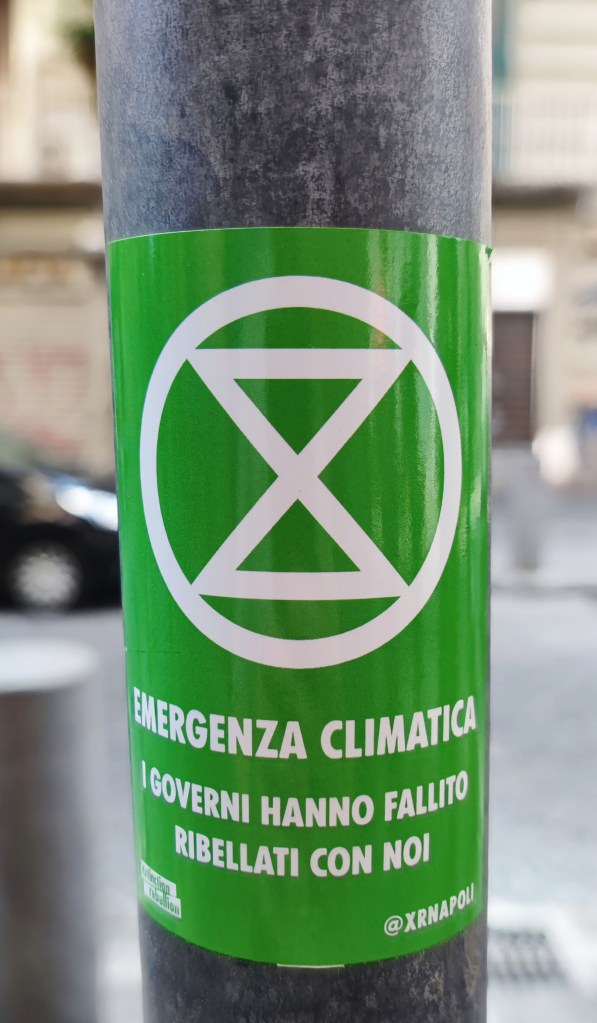 EMERGENZA CLIMATICA
I GOVERNI HANNO FALLITO
RIBELLATI CON NOI
extinction
rebellion
@XRNAPOLI